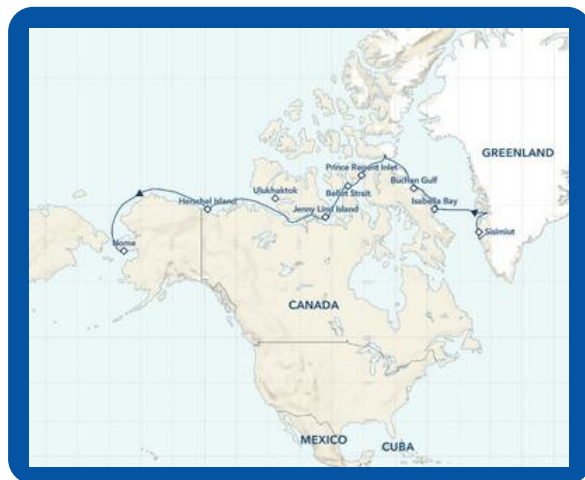 GREENLAND
Prince Regent Inlet
Buchan Gulf
Ulukhaktok
Bellot Strait
Herschel Island
Isabella Bay
Jenny Lind Island
Sisimiut
Nome
CANADA
MEXICO
CUBA